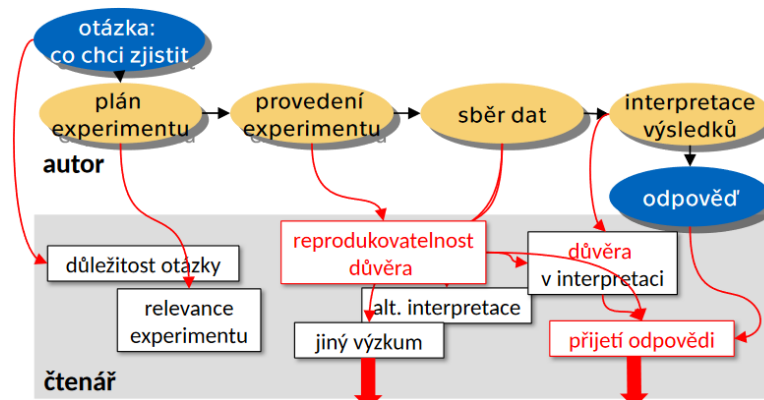 otázka:
co chci zjistit
plán
experimentu
provedení
experimentu
sběr dat
interpretace
výsledků
autor
odpověď
reprodukovatelnost
důvěra
důvěra
v interpretaci
důležitost otázky
relevance
experimentu
alt. interpretace
jiný výzkum
přijetí odpovědi
čtenář